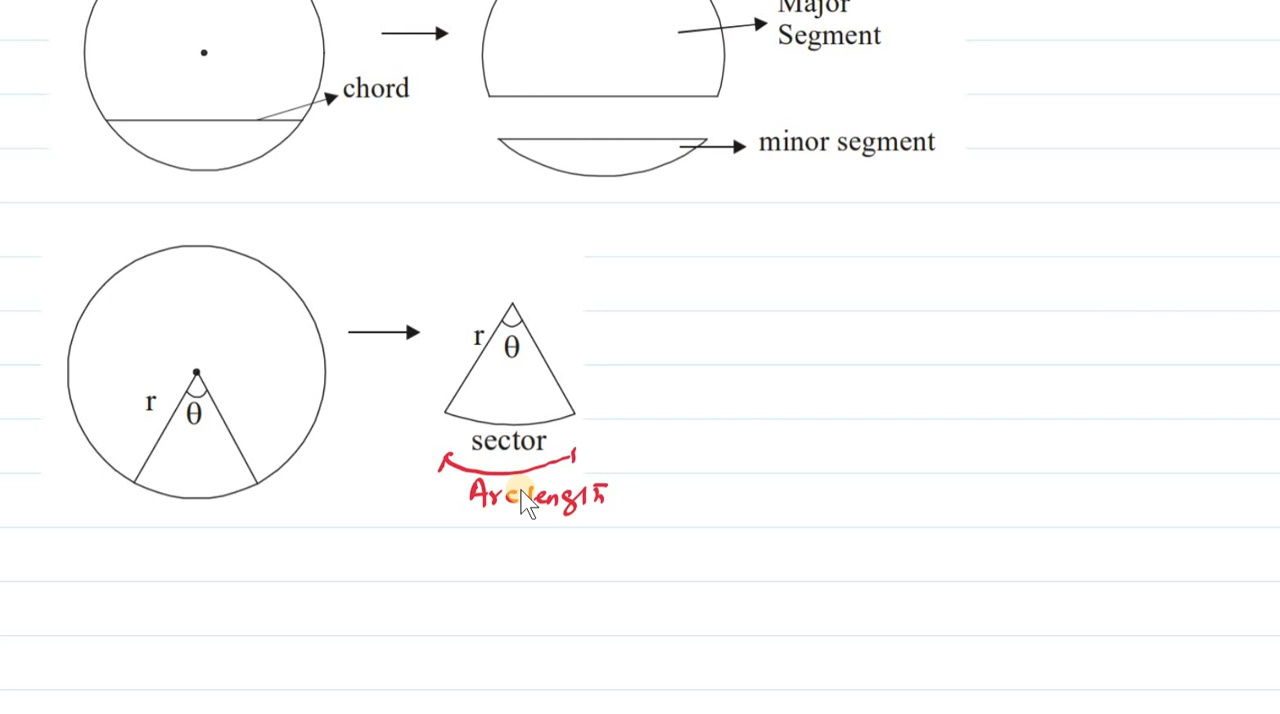 Major
Segment
chord
minor segment
r
θ
r
θ
sector
Arc length